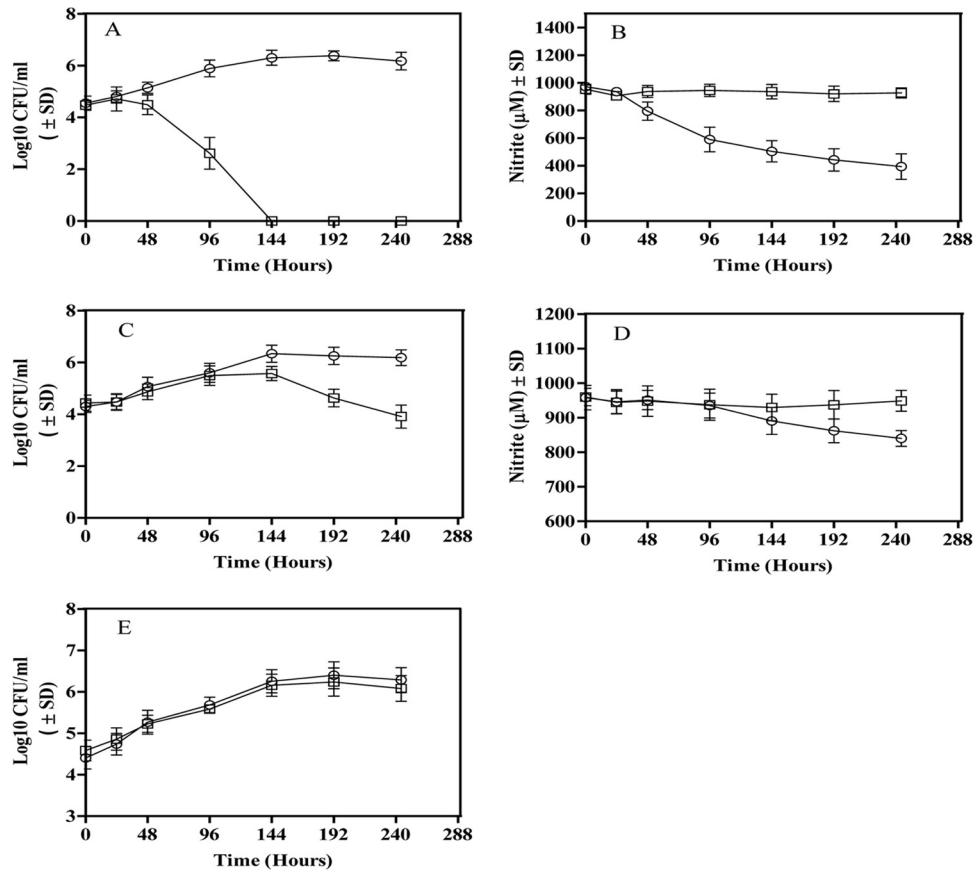 A
8
6
4
2
0
Log10 CFU/ml
( ± SD)
0 48 96 144 192 240 288
Time (Hours)
B
1400
1200
1000
800
600
400
200
0
Nitrite (μM) ± SD
0 48 96 144 192 240 288
Time (Hours)
C
8
6
4
2
0
Log10 CFU/ml
( ± SD)
0 48 96 144 192 240 288
Time (Hours)
D
1200
1100
1000
900
800
700
600
Nitrite (μM) ± SD
0 48 96 144 192 240 288
Time (Hours)
E
8
7
6
5
4
3
Log10 CFU/ml
( ± SD)
0 48 96 144 192 240 288
Time (Hours)